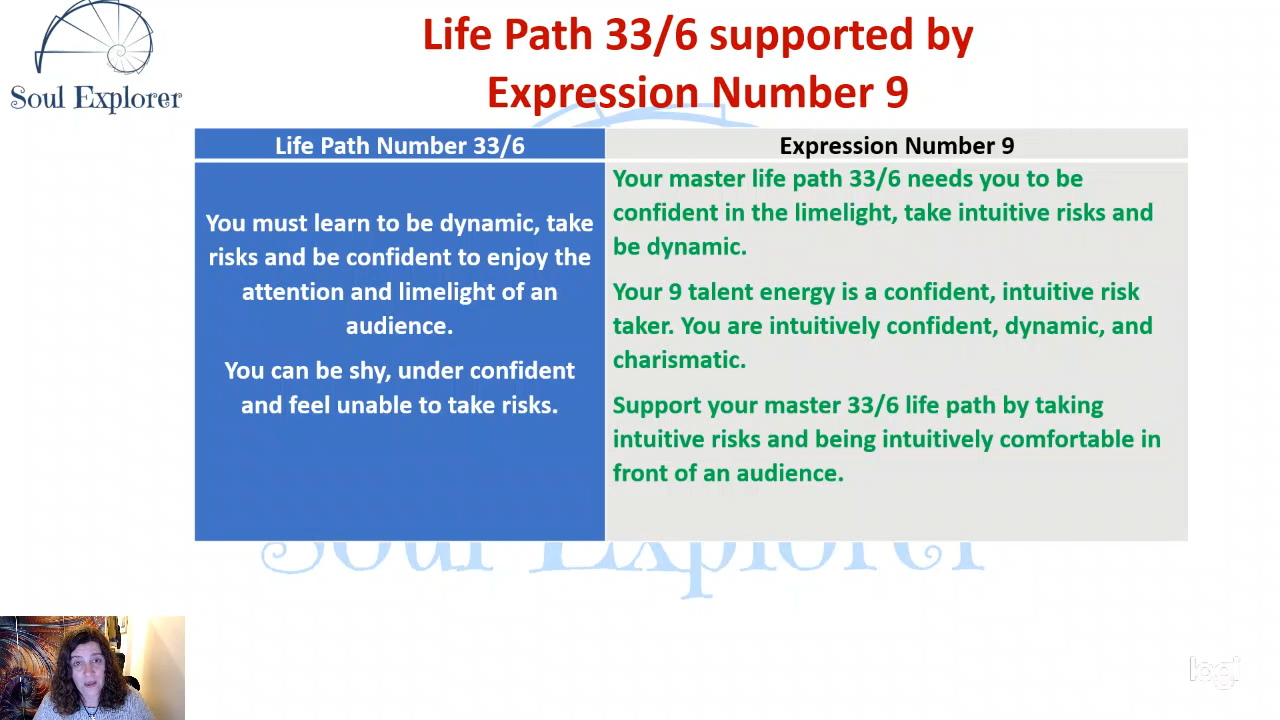 Soul Explorer
Life Path 33/6 supported by
Expression Number 9
Life Path Number 33/6
You must learn to be dynamic, take
risks and be confident to enjoy the
attention and limelight of an
audience.
You can be shy, under confident
and feel unable to take risks.
Expression Number 9
Your master life path 33/6 needs you to be
confident in the limelight, take intuitive risks and
be dynamic.
Your 9 talent energy is a confident, intuitive risk
taker. You are intuitively confident, dynamic, and
charismatic.
Support your master 33/6 life path by taking
intuitive risks and being intuitively comfortable in
front of an audience.
Soul Explorer
logi